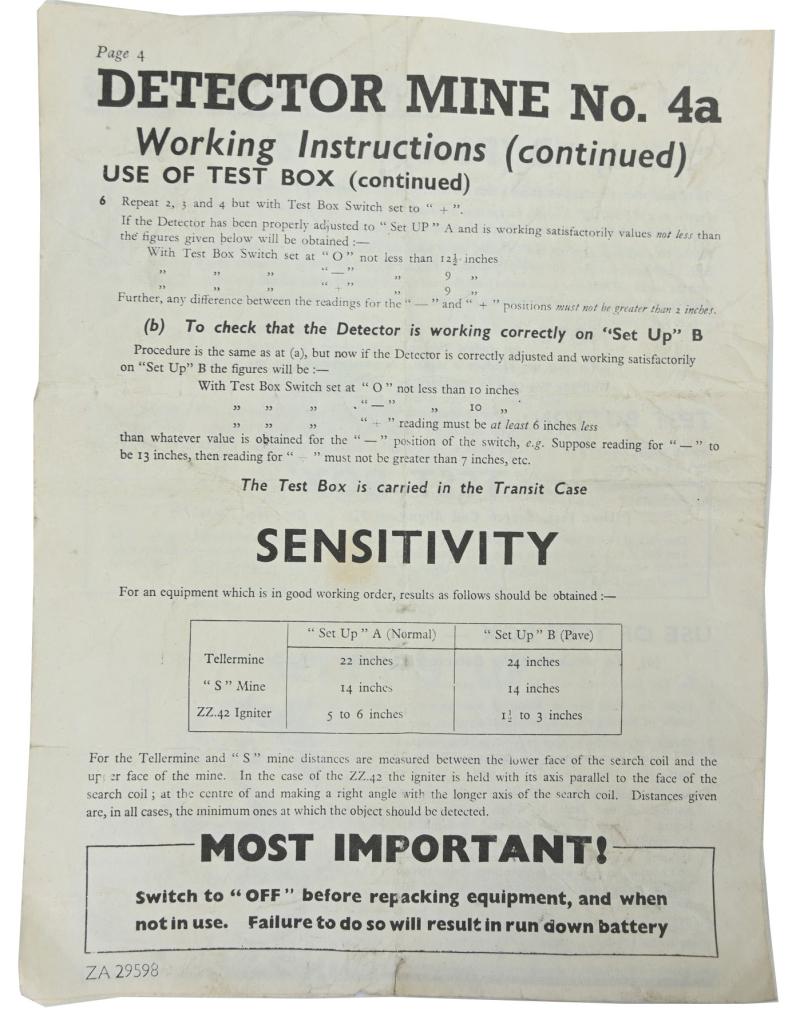 Page 4
DETECTOR MINE No. 4a
Working Instructions (continued)
USE OF TEST BOX (continued)
6 Repeat 2, 3 and 4 but with Test Box Switch set to “ + ”.
If the Detector has been properly adjusted to “ Set UP ” A and is working satisfactorily values not less than
the figures given below will be obtained :—
With Test Box Switch set at “ O ” not less than 12½ inches
„ „ „ “ — ” „ 9 „
„ „ „ “ + ” „ 9 „
Further, any difference between the readings for the “ — ” and “ + ” positions must not be greater than 2 inches.
(b) To check that the Detector is working correctly on “Set Up” B
Procedure is the same as at (a), but now if the Detector is correctly adjusted and working satisfactorily
on “Set Up” B the figures will be :—
With Test Box Switch set at “ O ” not less than 10 inches
„ „ „ “ — ” „ 10 „
„ „ „ “ + ” reading must be at least 6 inches less
than whatever value is obtained for the “ — ” position of the switch, e.g. Suppose reading for “ — ” to
be 13 inches, then reading for “ + ” must not be greater than 7 inches, etc.
The Test Box is carried in the Transit Case
SENSITIVITY
For an equipment which is in good working order, results as follows should be obtained :—
“ Set Up ” A (Normal) “ Set Up ” B (Pave)
Tellermine 22 inches 24 inches
“ S ” Mine 14 inches 14 inches
ZZ.42 Igniter 5 to 6 inches 1½ to 3 inches
For the Tellermine and “ S ” mine distances are measured between the lower face of the search coil and the
upper face of the mine. In the case of the ZZ.42 the igniter is held with its axis parallel to the face of the
search coil ; at the centre of and making a right angle with the longer axis of the search coil. Distances given
are, in all cases, the minimum ones at which the object should be detected.
MOST IMPORTANT!
Switch to “OFF” before repacking equipment, and when
not in use. Failure to do so will result in run down battery
ZA 29598